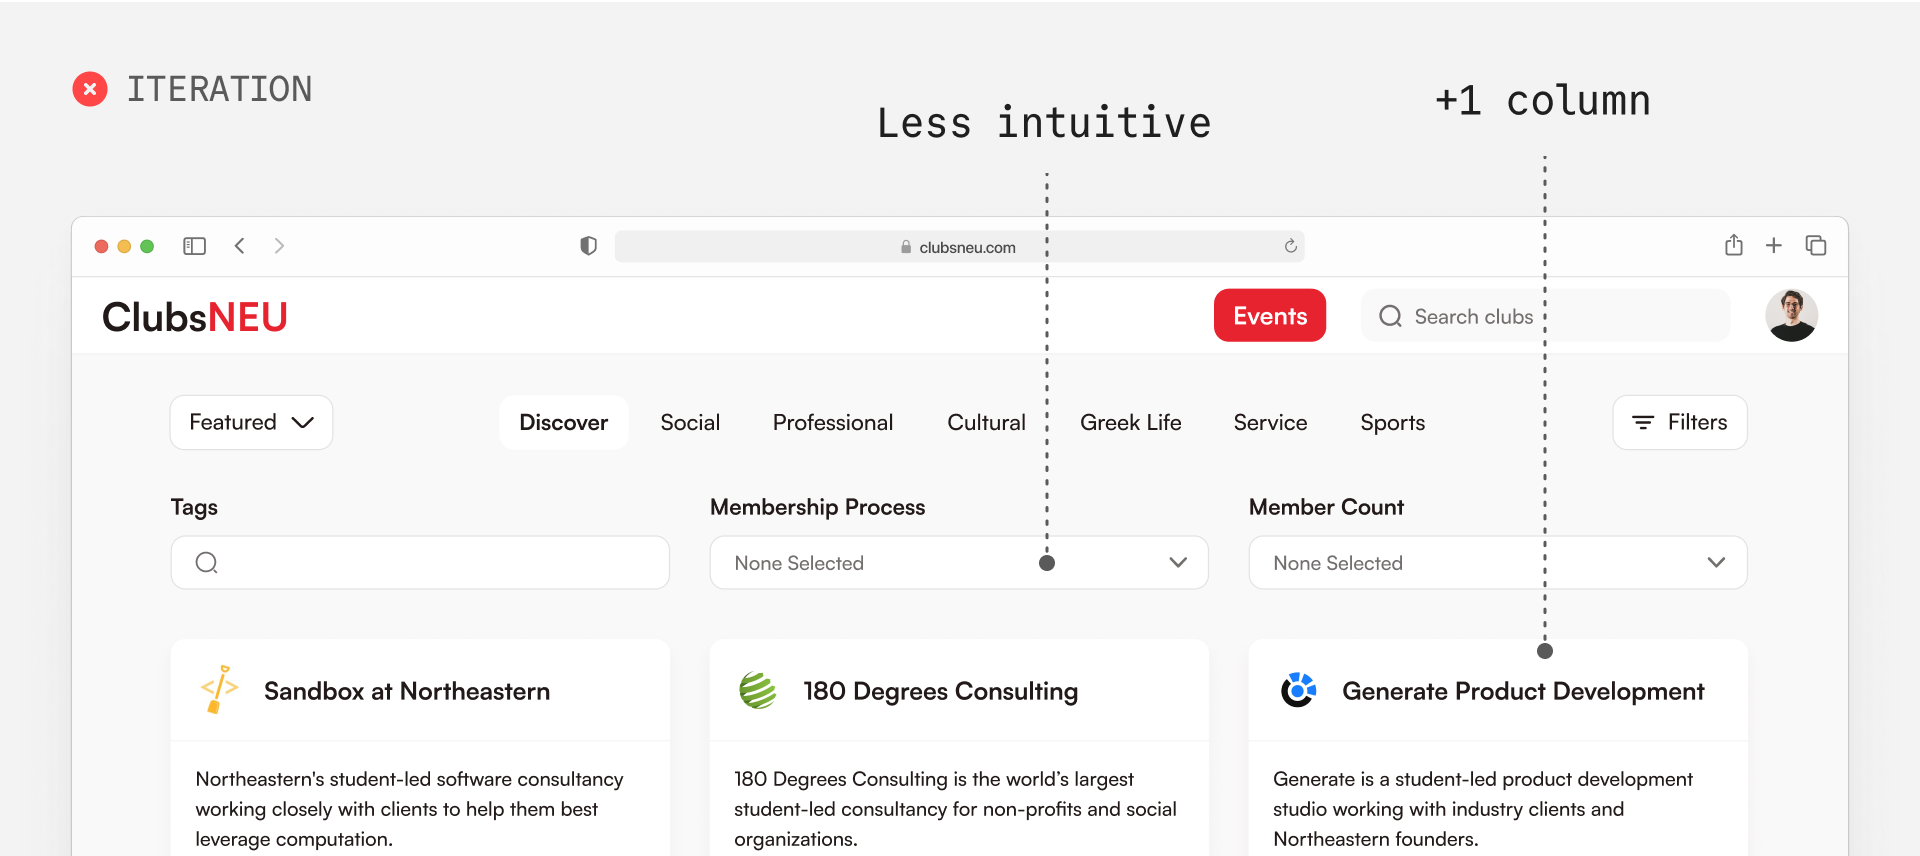 ITERATION
Less intuitive
+1 column
clubsneu.com
ClubsNEU
Events
Search clubs
Featured
Discover
Social
Professional
Cultural
Greek Life
Service
Sports
Filters
Tags
Membership Process
Member Count
None Selected
None Selected
Sandbox at Northeastern
Northeastern's student-led software consultancy
working closely with clients to help them best
leverage computation.
180 Degrees Consulting
180 Degrees Consulting is the world’s largest
student-led consultancy for non-profits and social
organizations.
Generate Product Development
Generate is a student-led product development
studio working with industry clients and
Northeastern founders.